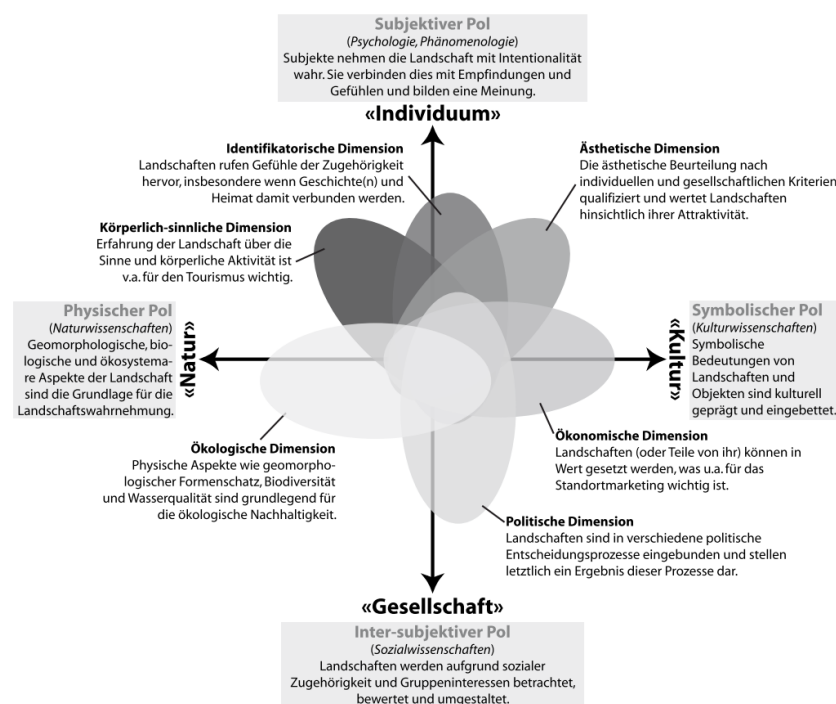 Subjektiver Pol
(Psychologie, Phänomenologie)
Subjekte nehmen die Landschaft mit Intentionalität
wahr. Sie verbinden dies mit Empfindungen und
Gefühlen und bilden eine Meinung.
«Individuum»
Identifikatorische Dimension
Landschaften rufen Gefühle der Zugehörigkeit
hervor, insbesondere wenn Geschichte(n) und
Heimat damit verbunden werden.
Ästhetische Dimension
Die ästhetische Beurteilung nach
individuellen und gesellschaftlichen Kriterien
qualifiziert und wertet Landschaften
hinsichtlich ihrer Attraktivität.
Körperlich-sinnliche Dimension
Erfahrung der Landschaft über die
Sinne und körperliche Aktivität ist
v.a. für den Tourismus wichtig.
Physischer Pol
(Naturwissenschaften)
Geomorphologische, bio-
logische und ökosystema-
re Aspekte der Landschaft
sind die Grundlage für die
Landschaftswahrnehmung.
«Natur»
«Kultur»
Symbolischer Pol
(Kulturwissenschaften)
Symbolische
Bedeutungen von
Landschaften und
Objekten sind kulturell
geprägt und eingebettet.
Ökologische Dimension
Physische Aspekte wie geomorpho-
logischer Formenschatz, Biodiversität
und Wasserqualität sind grundlegend für
die ökologische Nachhaltigkeit.
Ökonomische Dimension
Landschaften (oder Teile von ihr) können in
Wert gesetzt werden, was u.a. für das
Standortmarketing wichtig ist.
Politische Dimension
Landschaften sind in verschiedene politische
Entscheidungsprozesse eingebunden und stellen
letztlich ein Ergebnis dieser Prozesse dar.
«Gesellschaft»
Inter-subjektiver Pol
(Sozialwissenschaften)
Landschaften werden aufgrund sozialer
Zugehörigkeit und Gruppeninteressen betrachtet,
bewertet und umgestaltet.